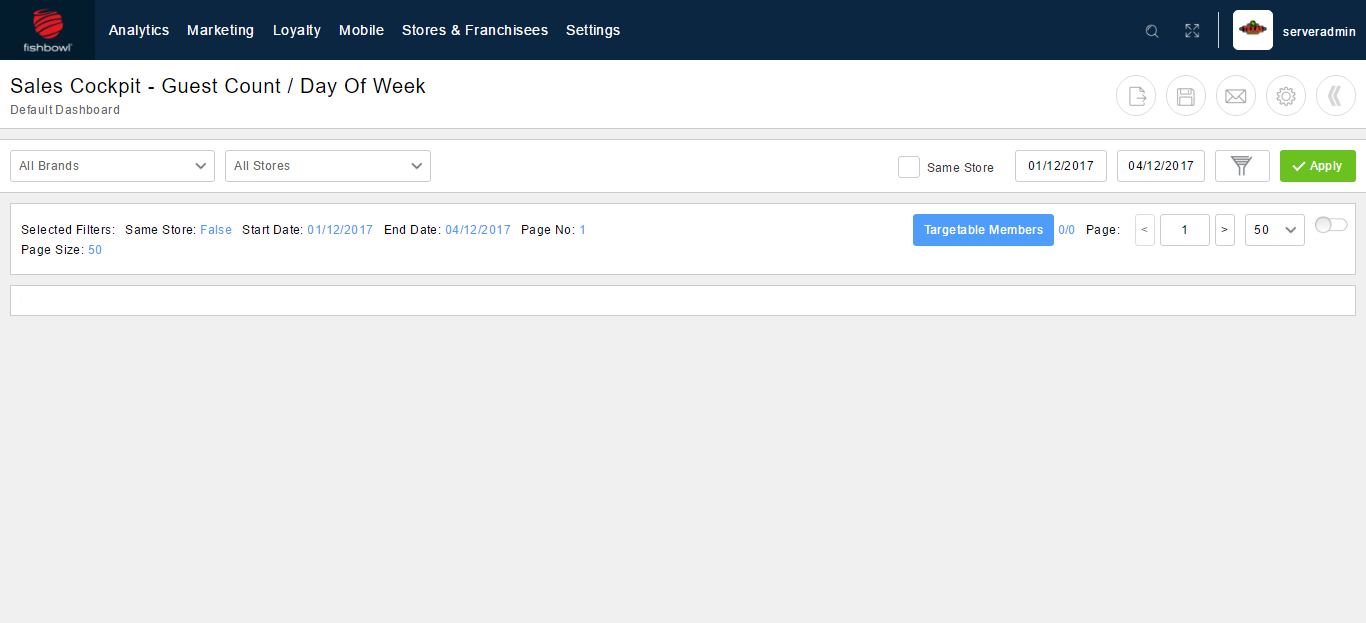 fishbowl
Analytics Marketing Loyalty Mobile Stores & Franchisees Settings
serveradmin
Sales Cockpit - Guest Count / Day Of Week
Default Dashboard
All Brands
All Stores
Same Store
01/12/2017
04/12/2017
Apply
Selected Filters: Same Store: False Start Date: 01/12/2017 End Date: 04/12/2017 Page No: 1
Page Size: 50
Targetable Members 0/0 Page: < 1 > 50